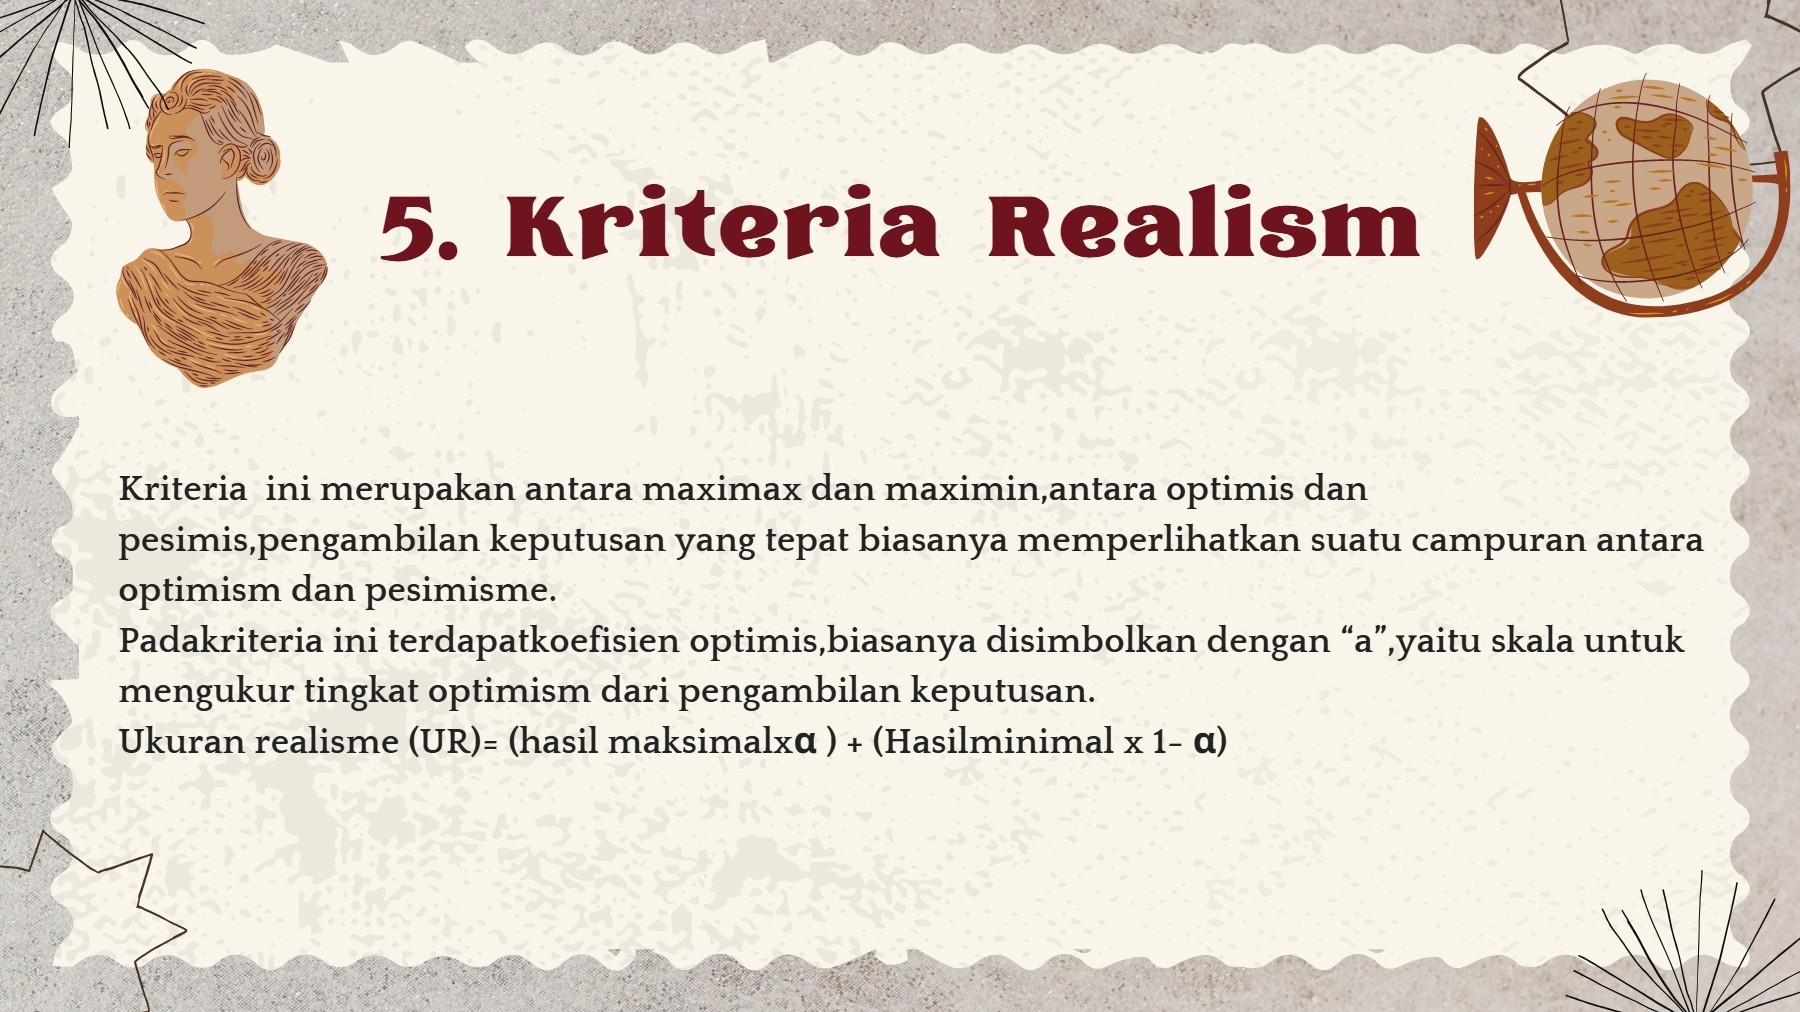 5. Kriteria Realism
Kriteria  ini merupakan antara maximax dan maximin,antara optimis dan
pesimis,pengambilan keputusan yang tepat biasanya memperlihatkan suatu campuran antara
optimism dan pesimisme.
Padakriteria ini terdapatkoefisien optimis,biasanya disimbolkan dengan “a”,yaitu skala untuk
mengukur tingkat optimism dari pengambilan keputusan.
Ukuran realisme (UR)= (hasil maksimalxα ) + (Hasilminimal x 1- α)